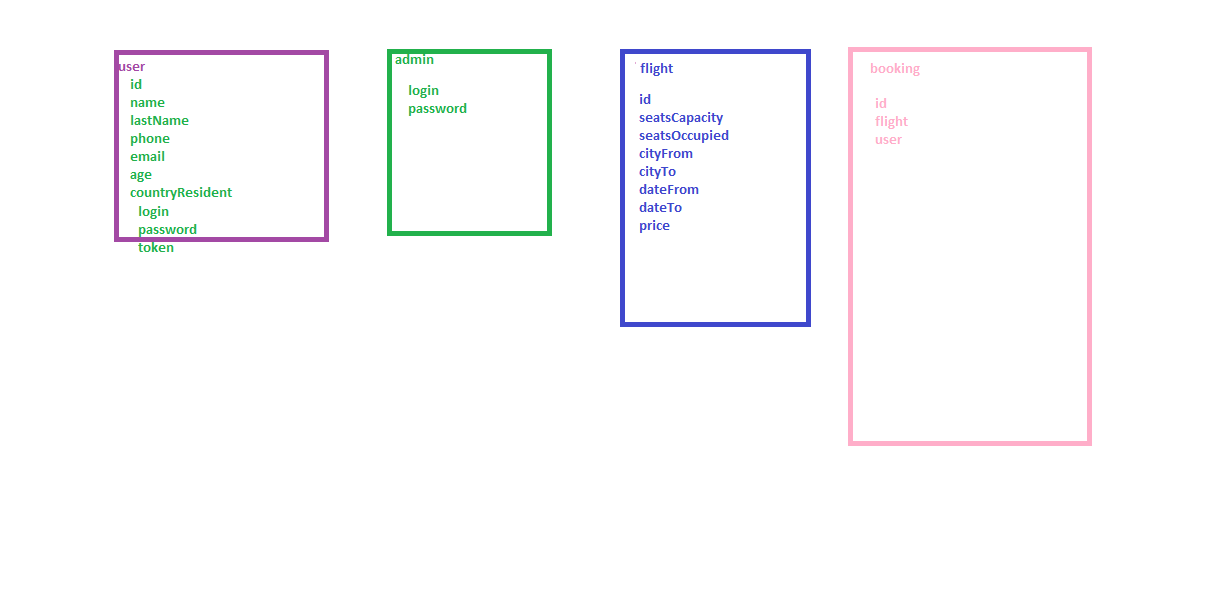 user
id
name
lastName
phone
email
age
countryResident
login
password
token
admin
login
password
flight
id
seatsCapacity
seatsOccupied
cityFrom
cityTo
dateFrom
dateTo
price
booking
id
flight
user